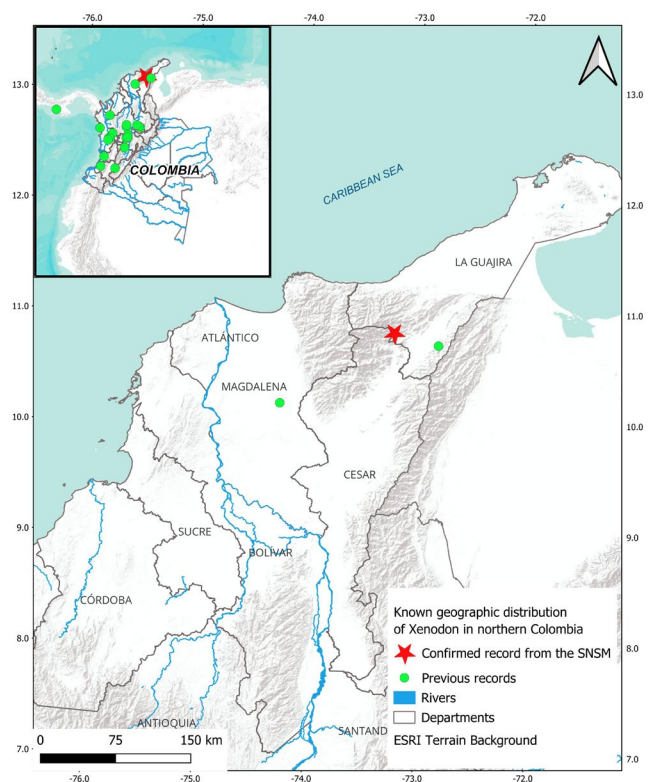 -76.0 -75.0 -74.0 -73.0 -72.0
13.0
13.0
12.0
12.0
11.0
11.0
10.0
10.0
9.0
9.0
8.0
8.0
7.0
7.0
COLOMBIA
CARIBBEAN SEA
LA GUAJIRA
ATLÁNTICO
MAGDALENA
CESAR
SUCRE
BOLÍVAR
CÓRDOBA
ANTIOQUIA
SANTAND
Known geographic distribution
of Xenodon in northern Colombia
Confirmed record from the SNSM
Previous records
Rivers
Departments
ESRI Terrain Background
0 75 150 km
-76.0 -75.0 -74.0 -73.0 -72.0